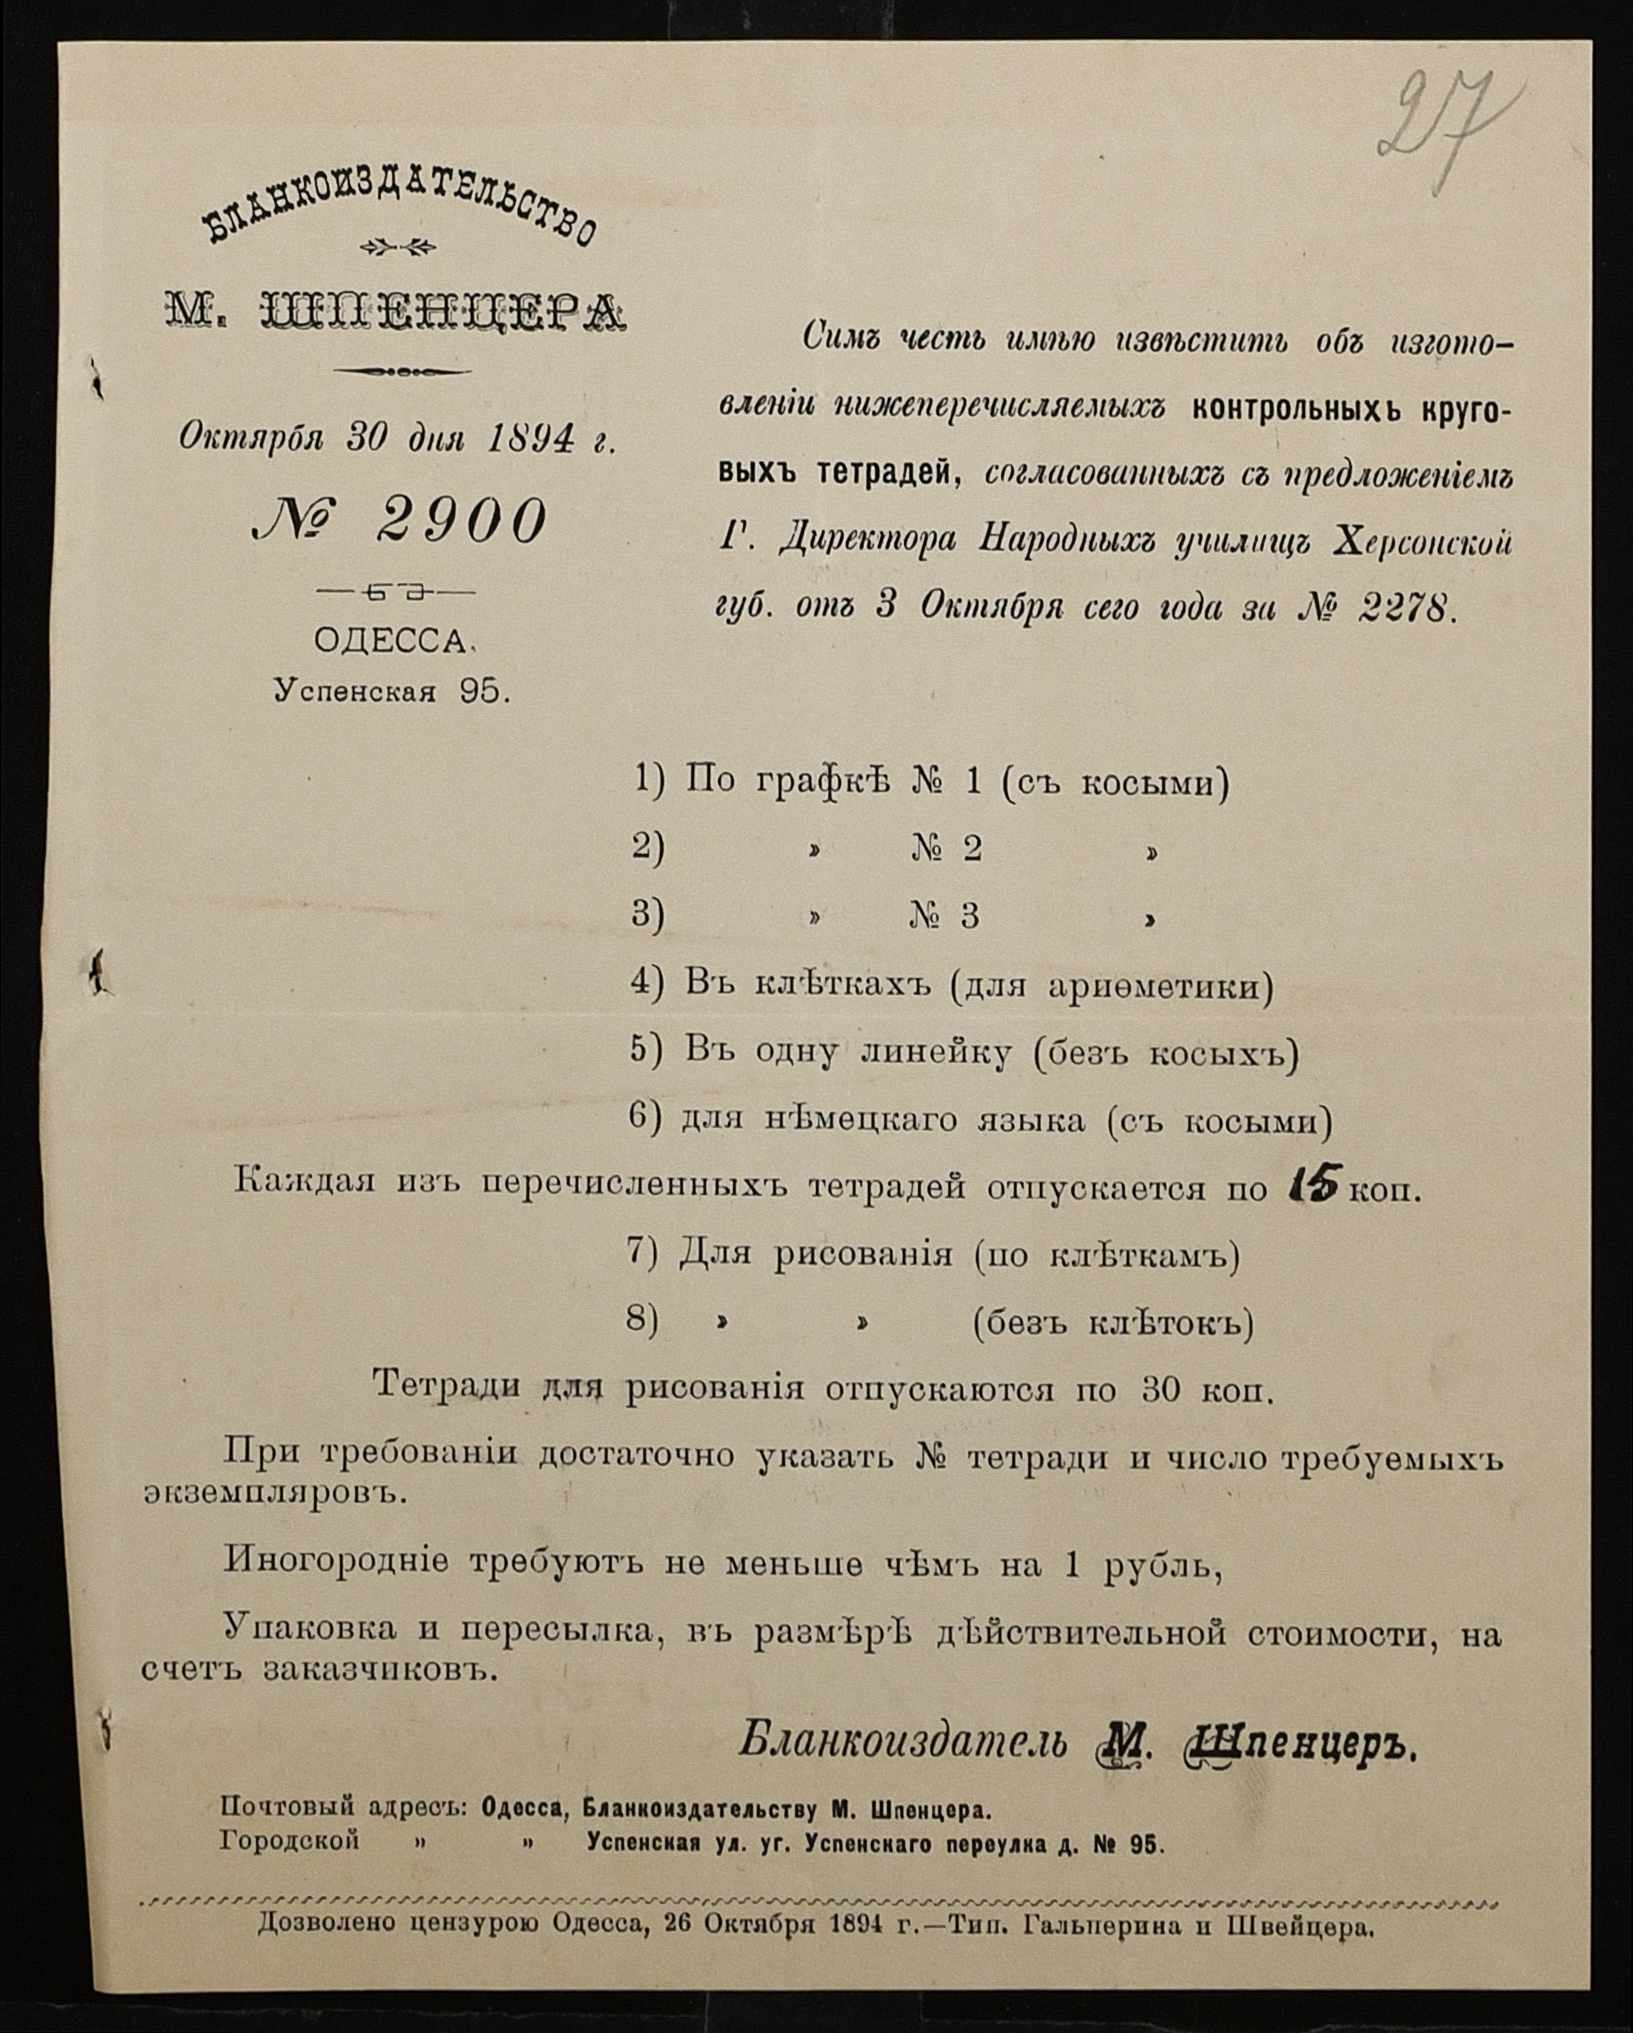 27
БЛАНКОИЗДАТЕЛЬСТВО
М. ШПЕНЦЕРА
Октярбя 30 дня 1894 г.
№ 2900
ОДЕССА.
Успенская 95.
Симъ честь имѣю извѣстить объ изгото-
вленіи нижеперечисляемыхъ контрольныхъ круго-
выхъ тетрадей, согласованныхъ съ предложеніемъ
Г. Директора Народныхъ училищъ Херсонской
губ. отъ 3 Октября сего года за № 2278.
1) По графкѣ № 1 (съ косыми)
2) » № 2 »
3) » № 3 »
4) Въ клѣткахъ (для ариѳметики)
5) Въ одну линейку (безъ косыхъ)
6) для нѣмецкаго языка (съ косыми)
Каждая изъ перечисленныхъ тетрадей отпускается по 15 коп.
7) Для рисованія (по клѣткамъ)
8) » » (безъ клѣтокъ)
Тетради для рисованія отпускаются по 30 коп.
При требованіи достаточно указать № тетради и число требуемыхъ
экземпляровъ.
Иногородніе требуютъ не меньше чѣмъ на 1 рубль,
Упаковка и пересылка, въ размѣрѣ дѣйствительной стоимости, на
счетъ заказчиковъ.
Бланкоиздатель М. Шпенцеръ.
Почтовый адресъ: Одесса, Бланкоиздательству М. Шпенцера.
Городской » » Успенская ул. уг. Успенскаго переулка д. № 95.
Дозволено цензурою Одесса, 26 Октября 1894 г.—Тип. Гальперина и Швейцера.